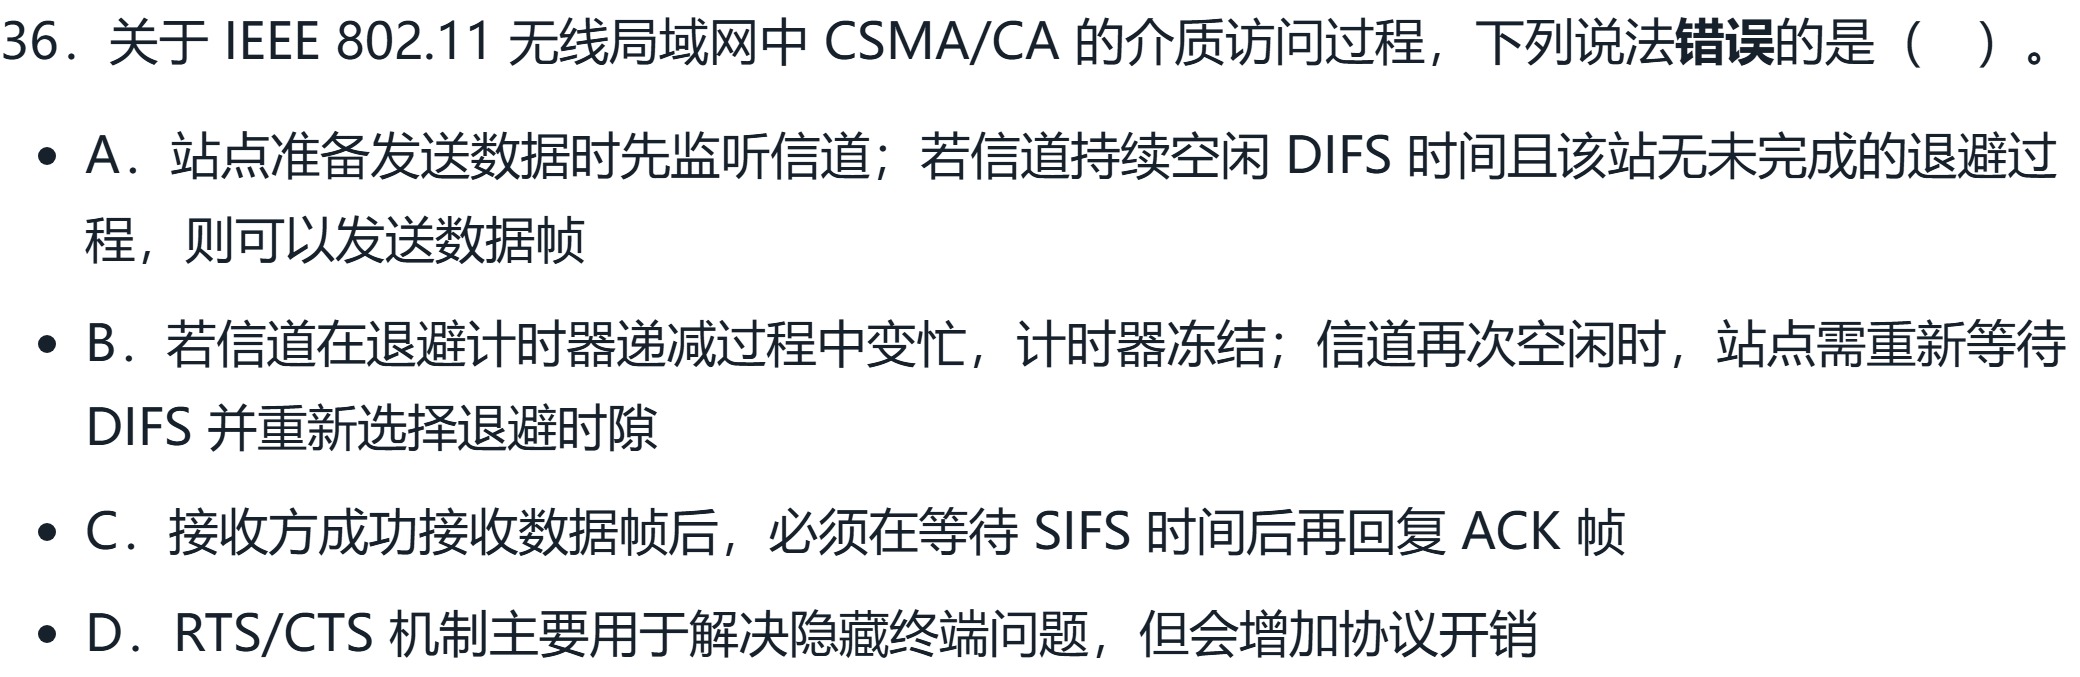 36．关于 IEEE 802.11 无线局域网中 CSMA/CA 的介质访问过程，下列说法错误的是（　）。
• A．站点准备发送数据时先监听信道；若信道持续空闲 DIFS 时间且该站无未完成的退避过
程，则可以发送数据帧
• B．若信道在退避计时器递减过程中变忙，计时器冻结；信道再次空闲时，站点需重新等待
DIFS 并重新选择退避时隙
• C．接收方成功接收数据帧后，必须在等待 SIFS 时间后再回复 ACK 帧
• D．RTS/CTS 机制主要用于解决隐藏终端问题，但会增加协议开销